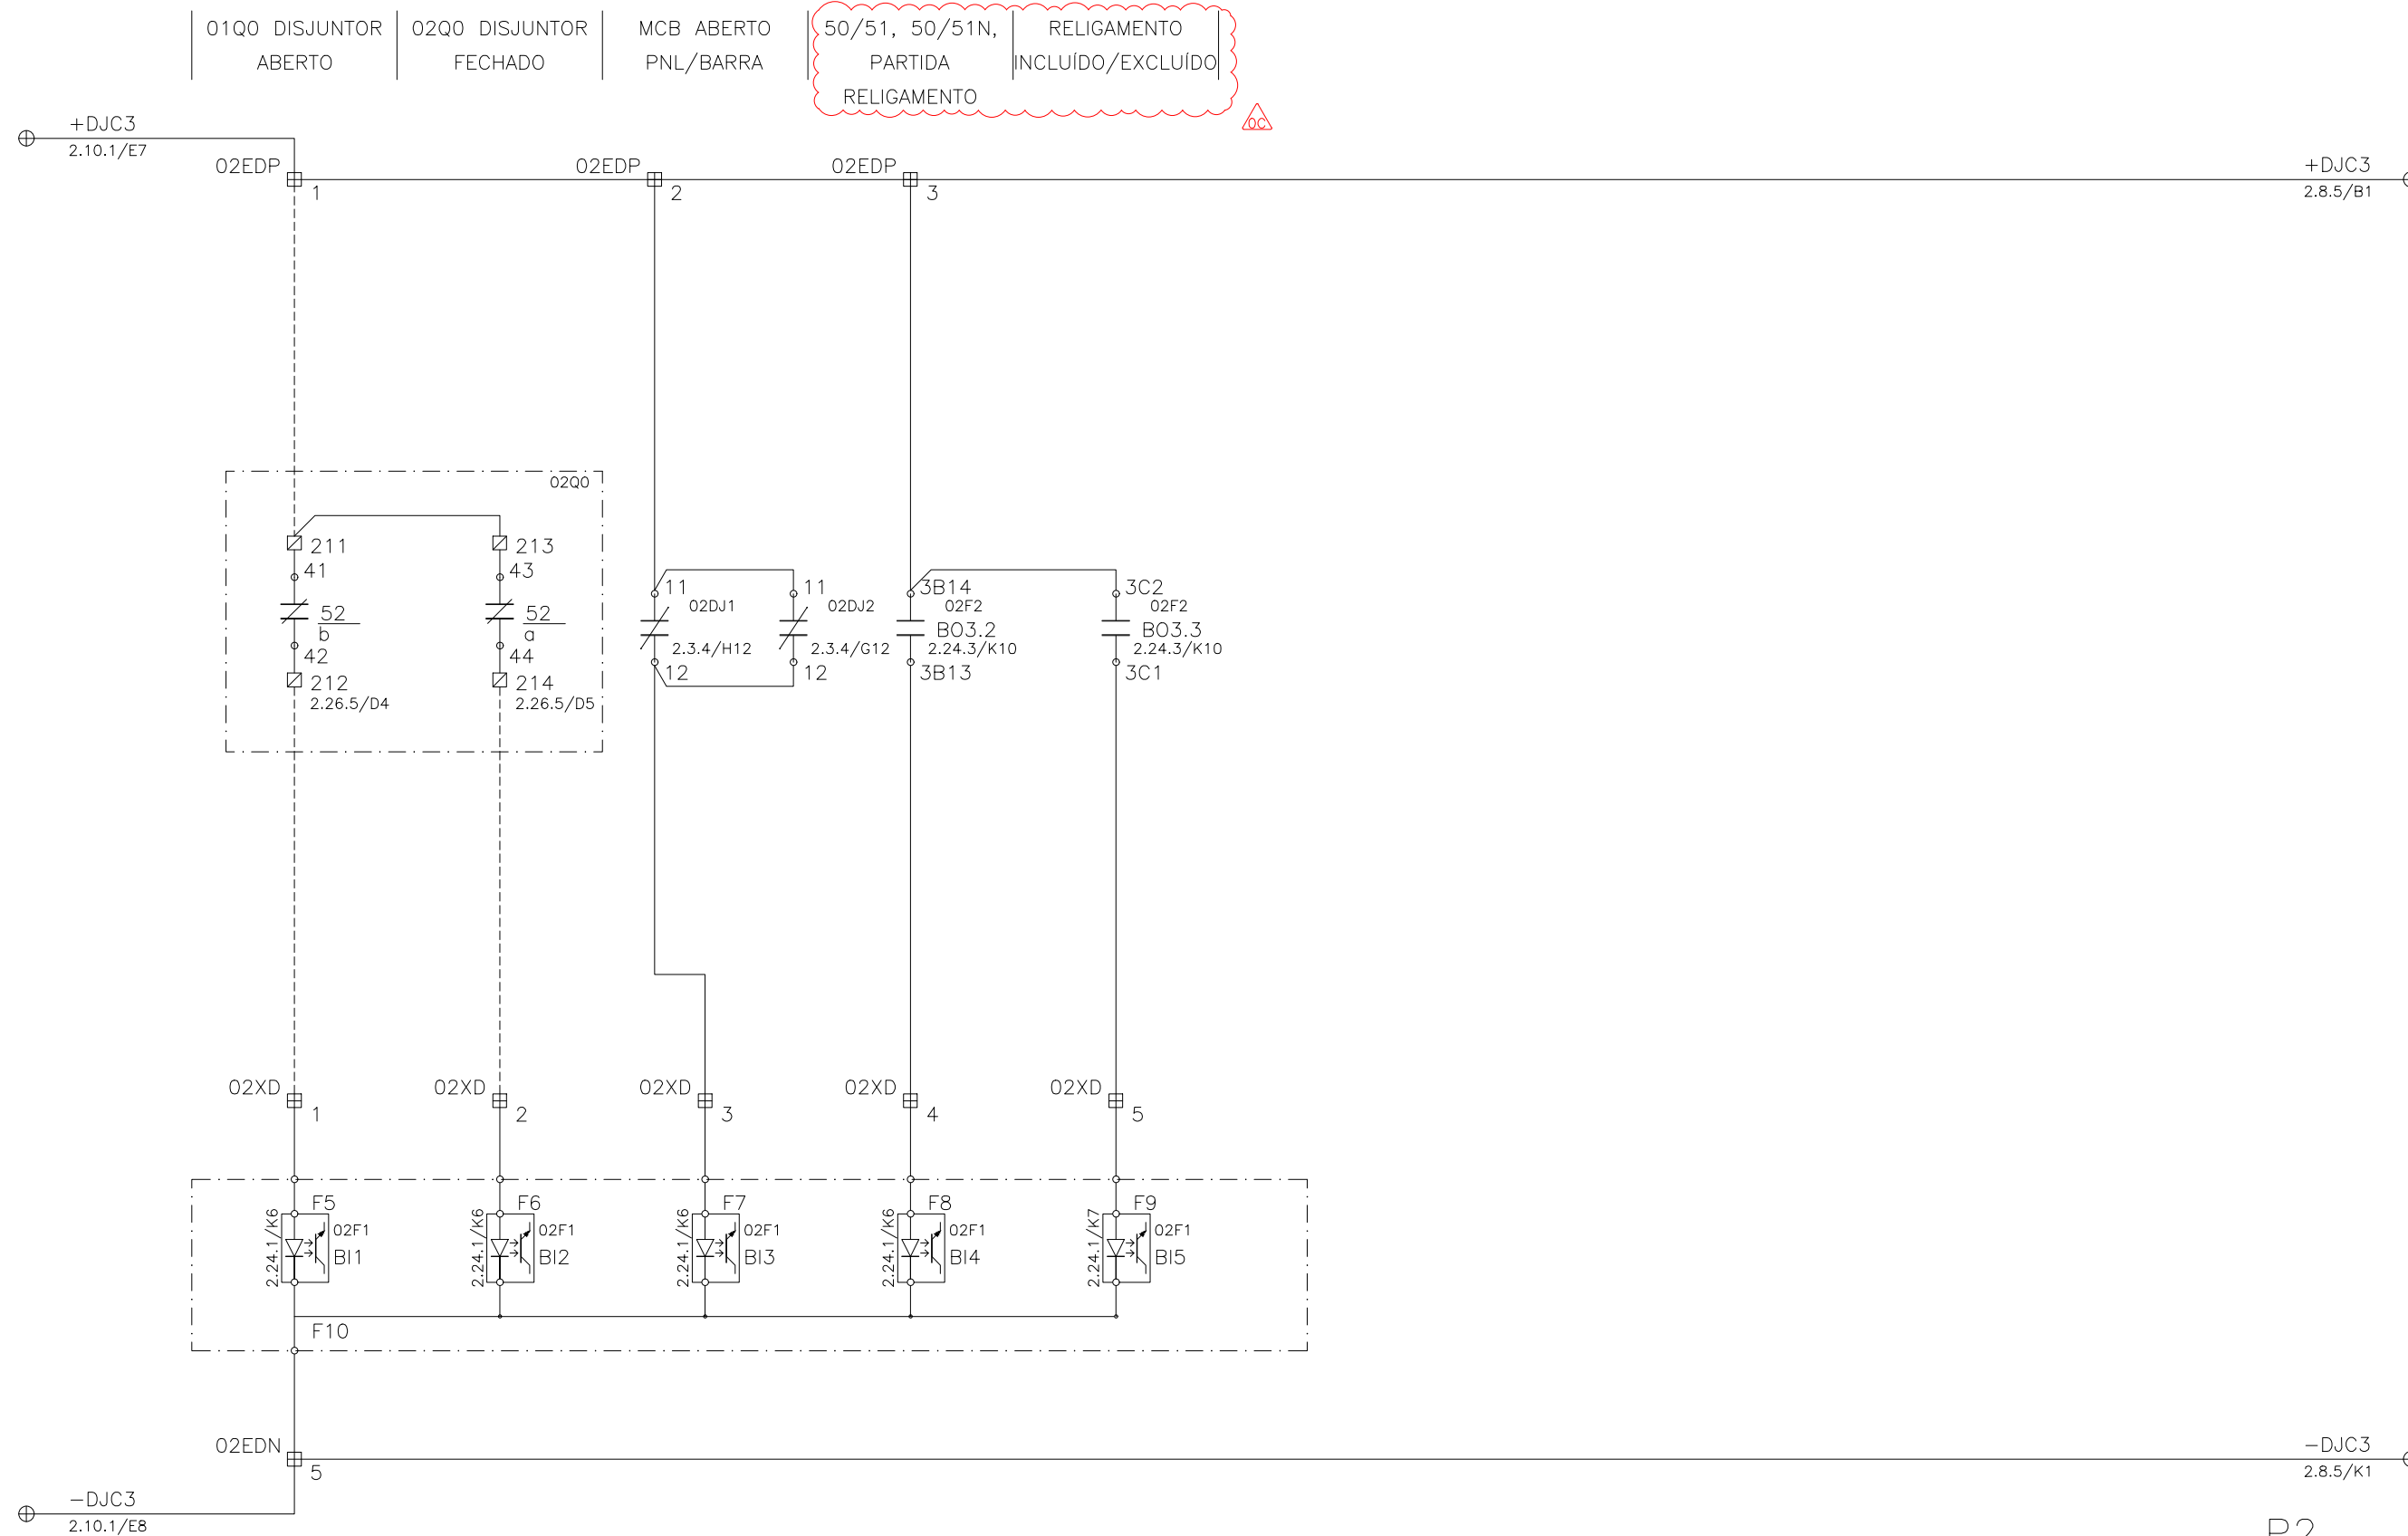 01Q0 DISJUNTOR
ABERTO
02Q0 DISJUNTOR
FECHADO
MCB ABERTO
PNL/BARRA
50/51, 50/51N,
PARTIDA
RELIGAMENTO
RELIGAMENTO
INCLUÍDO/EXCLUÍDO
0C
+DJC3
2.10.1/E7
02EDP
1
02EDP
2
02EDP
3
+DJC3
2.8.5/B1
02Q0
211
41
52
b
42
212
2.26.5/D4
213
43
52
a
44
214
2.26.5/D5
11
02DJ1
2.3.4/H12
12
11
02DJ2
2.3.4/G12
12
3B14
02F2
BO3.2
2.24.3/K10
3B13
3C2
02F2
BO3.3
2.24.3/K10
3C1
02XD
1
02XD
2
02XD
3
02XD
4
02XD
5
F5
02F1
BI1
2.24.1/K6
F6
02F1
BI2
2.24.1/K6
F7
02F1
BI3
2.24.1/K6
F8
02F1
BI4
2.24.1/K6
F9
02F1
BI5
2.24.1/K7
F10
02EDN
5
-DJC3
2.8.5/K1
-DJC3
2.10.1/E8